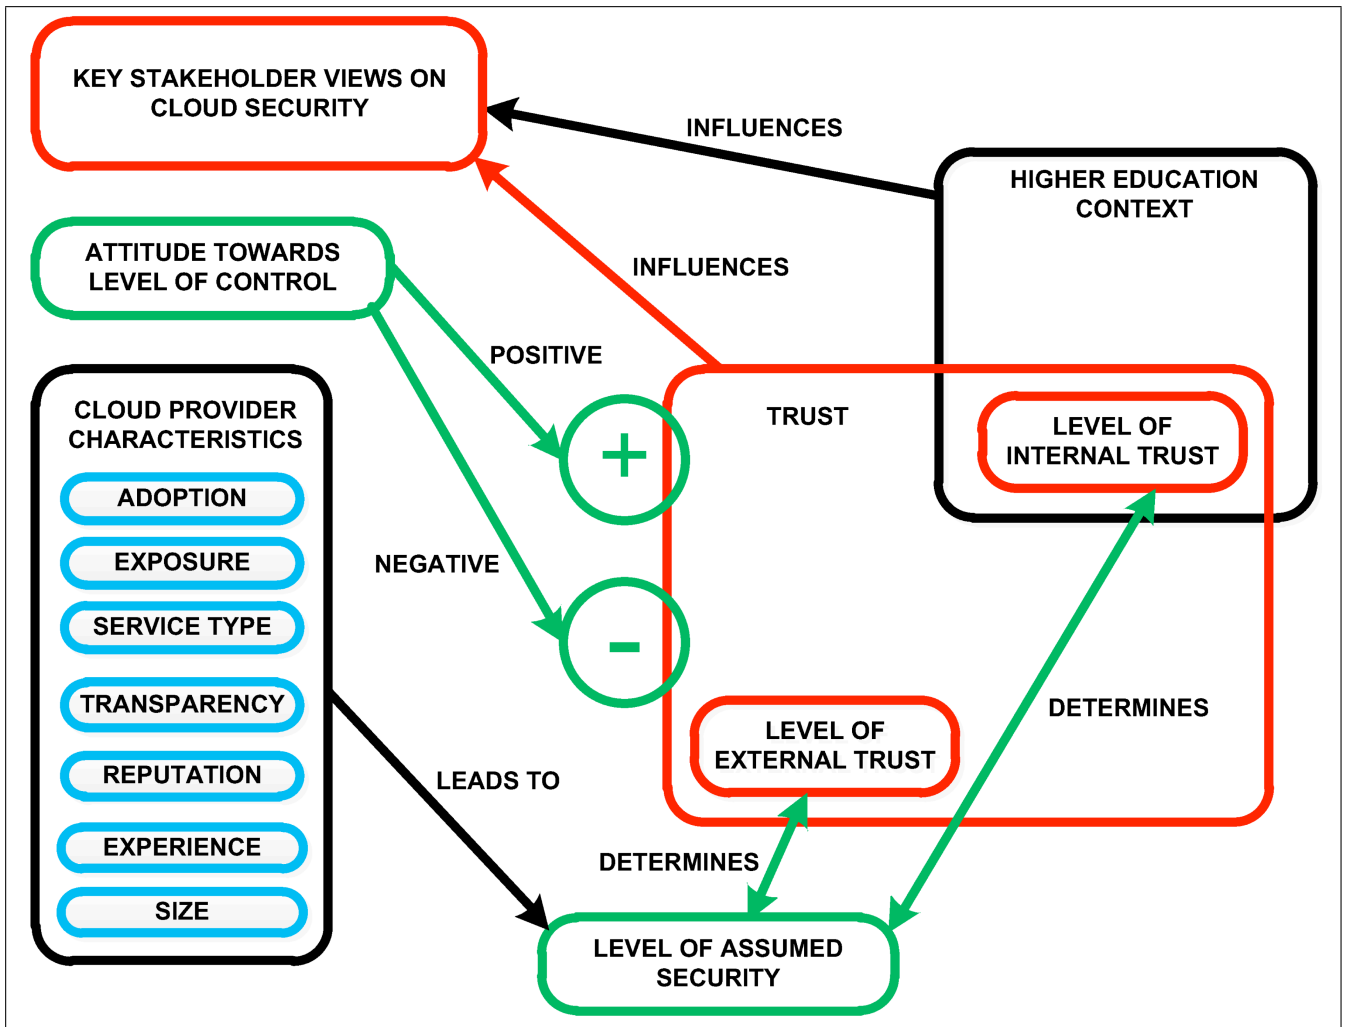 KEY STAKEHOLDER VIEWS ON
CLOUD SECURITY
INFLUENCES
HIGHER EDUCATION
CONTEXT
ATTITUDE TOWARDS
LEVEL OF CONTROL
INFLUENCES
POSITIVE
CLOUD PROVIDER
CHARACTERISTICS
ADOPTION
EXPOSURE
SERVICE TYPE
TRANSPARENCY
REPUTATION
EXPERIENCE
SIZE
NEGATIVE
+
-
TRUST
LEVEL OF
INTERNAL TRUST
LEVEL OF
EXTERNAL TRUST
DETERMINES
LEADS TO
DETERMINES
LEVEL OF ASSUMED
SECURITY